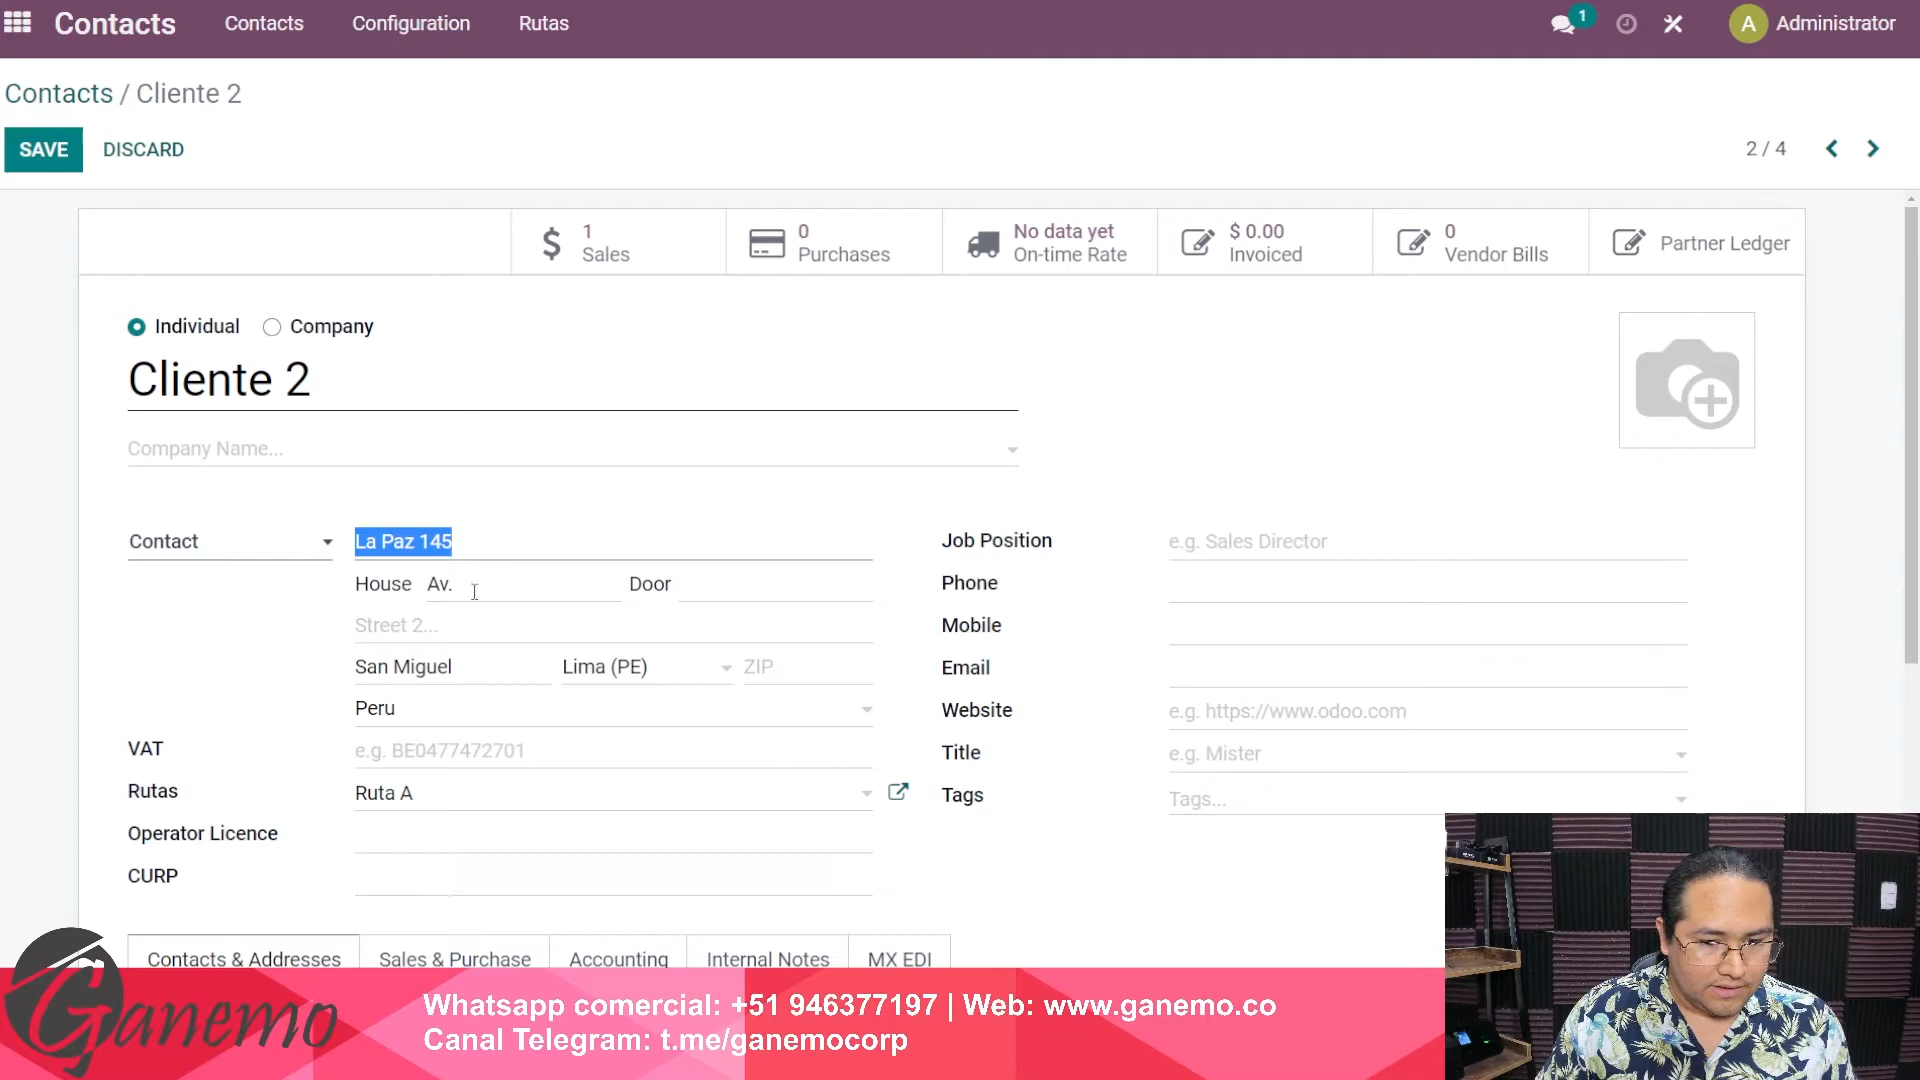 Contacts Contacts Configuration Rutas 1 A Administrator
Contacts / Cliente 2
SAVE DISCARD 2 / 4
1 Sales
0 Purchases
No data yet On-time Rate
$ 0.00 Invoiced
0 Vendor Bills
Partner Ledger
Individual Company
Cliente 2
Company Name...
Contact La Paz 145
House Av. Door
Street 2...
San Miguel Lima (PE) ZIP
Peru
VAT e.g. BE0477472701
Rutas Ruta A
Operator Licence
CURP
Job Position e.g. Sales Director
Phone
Mobile
Email
Website e.g. https://www.odoo.com
Title e.g. Mister
Tags Tags...
Contacts & Addresses Sales & Purchase Accounting Internal Notes MX EDI
Ganemo
Whatsapp comercial: +51 946377197 | Web: www.ganemo.co
Canal Telegram: t.me/ganemocorp